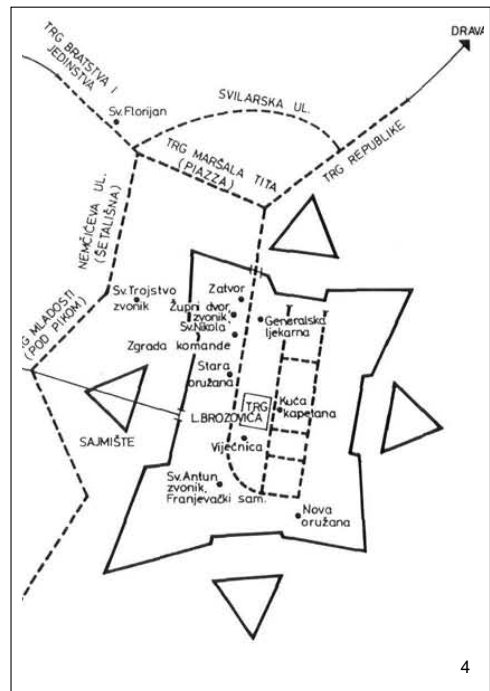 DRAVA
TRG BRATSTVA I
JEDINSTVA
Sv.Florijan
SVILARSKA UL.
TRG MARŠALA TITA
(PIAZZA)
TRG REPUBLIKE
NEMČIĆEVA UL.
(ŠETALIŠNA)
Sv.Trojstvo
zvonik
Zatvor
Župni dvor,
zvonik,
Sv.Nikola
Generalska
ljekarna
Zgrada komande
G MLADOSTI
(POD PIKOM)
Stara
oružana
TRG
L.BROZOVIĆA
Kuća
kapetana
SAJMIŠTE
Vijećnica
Sv.Antun
zvonik,
Franjevački sam.
Nova
oružana
4